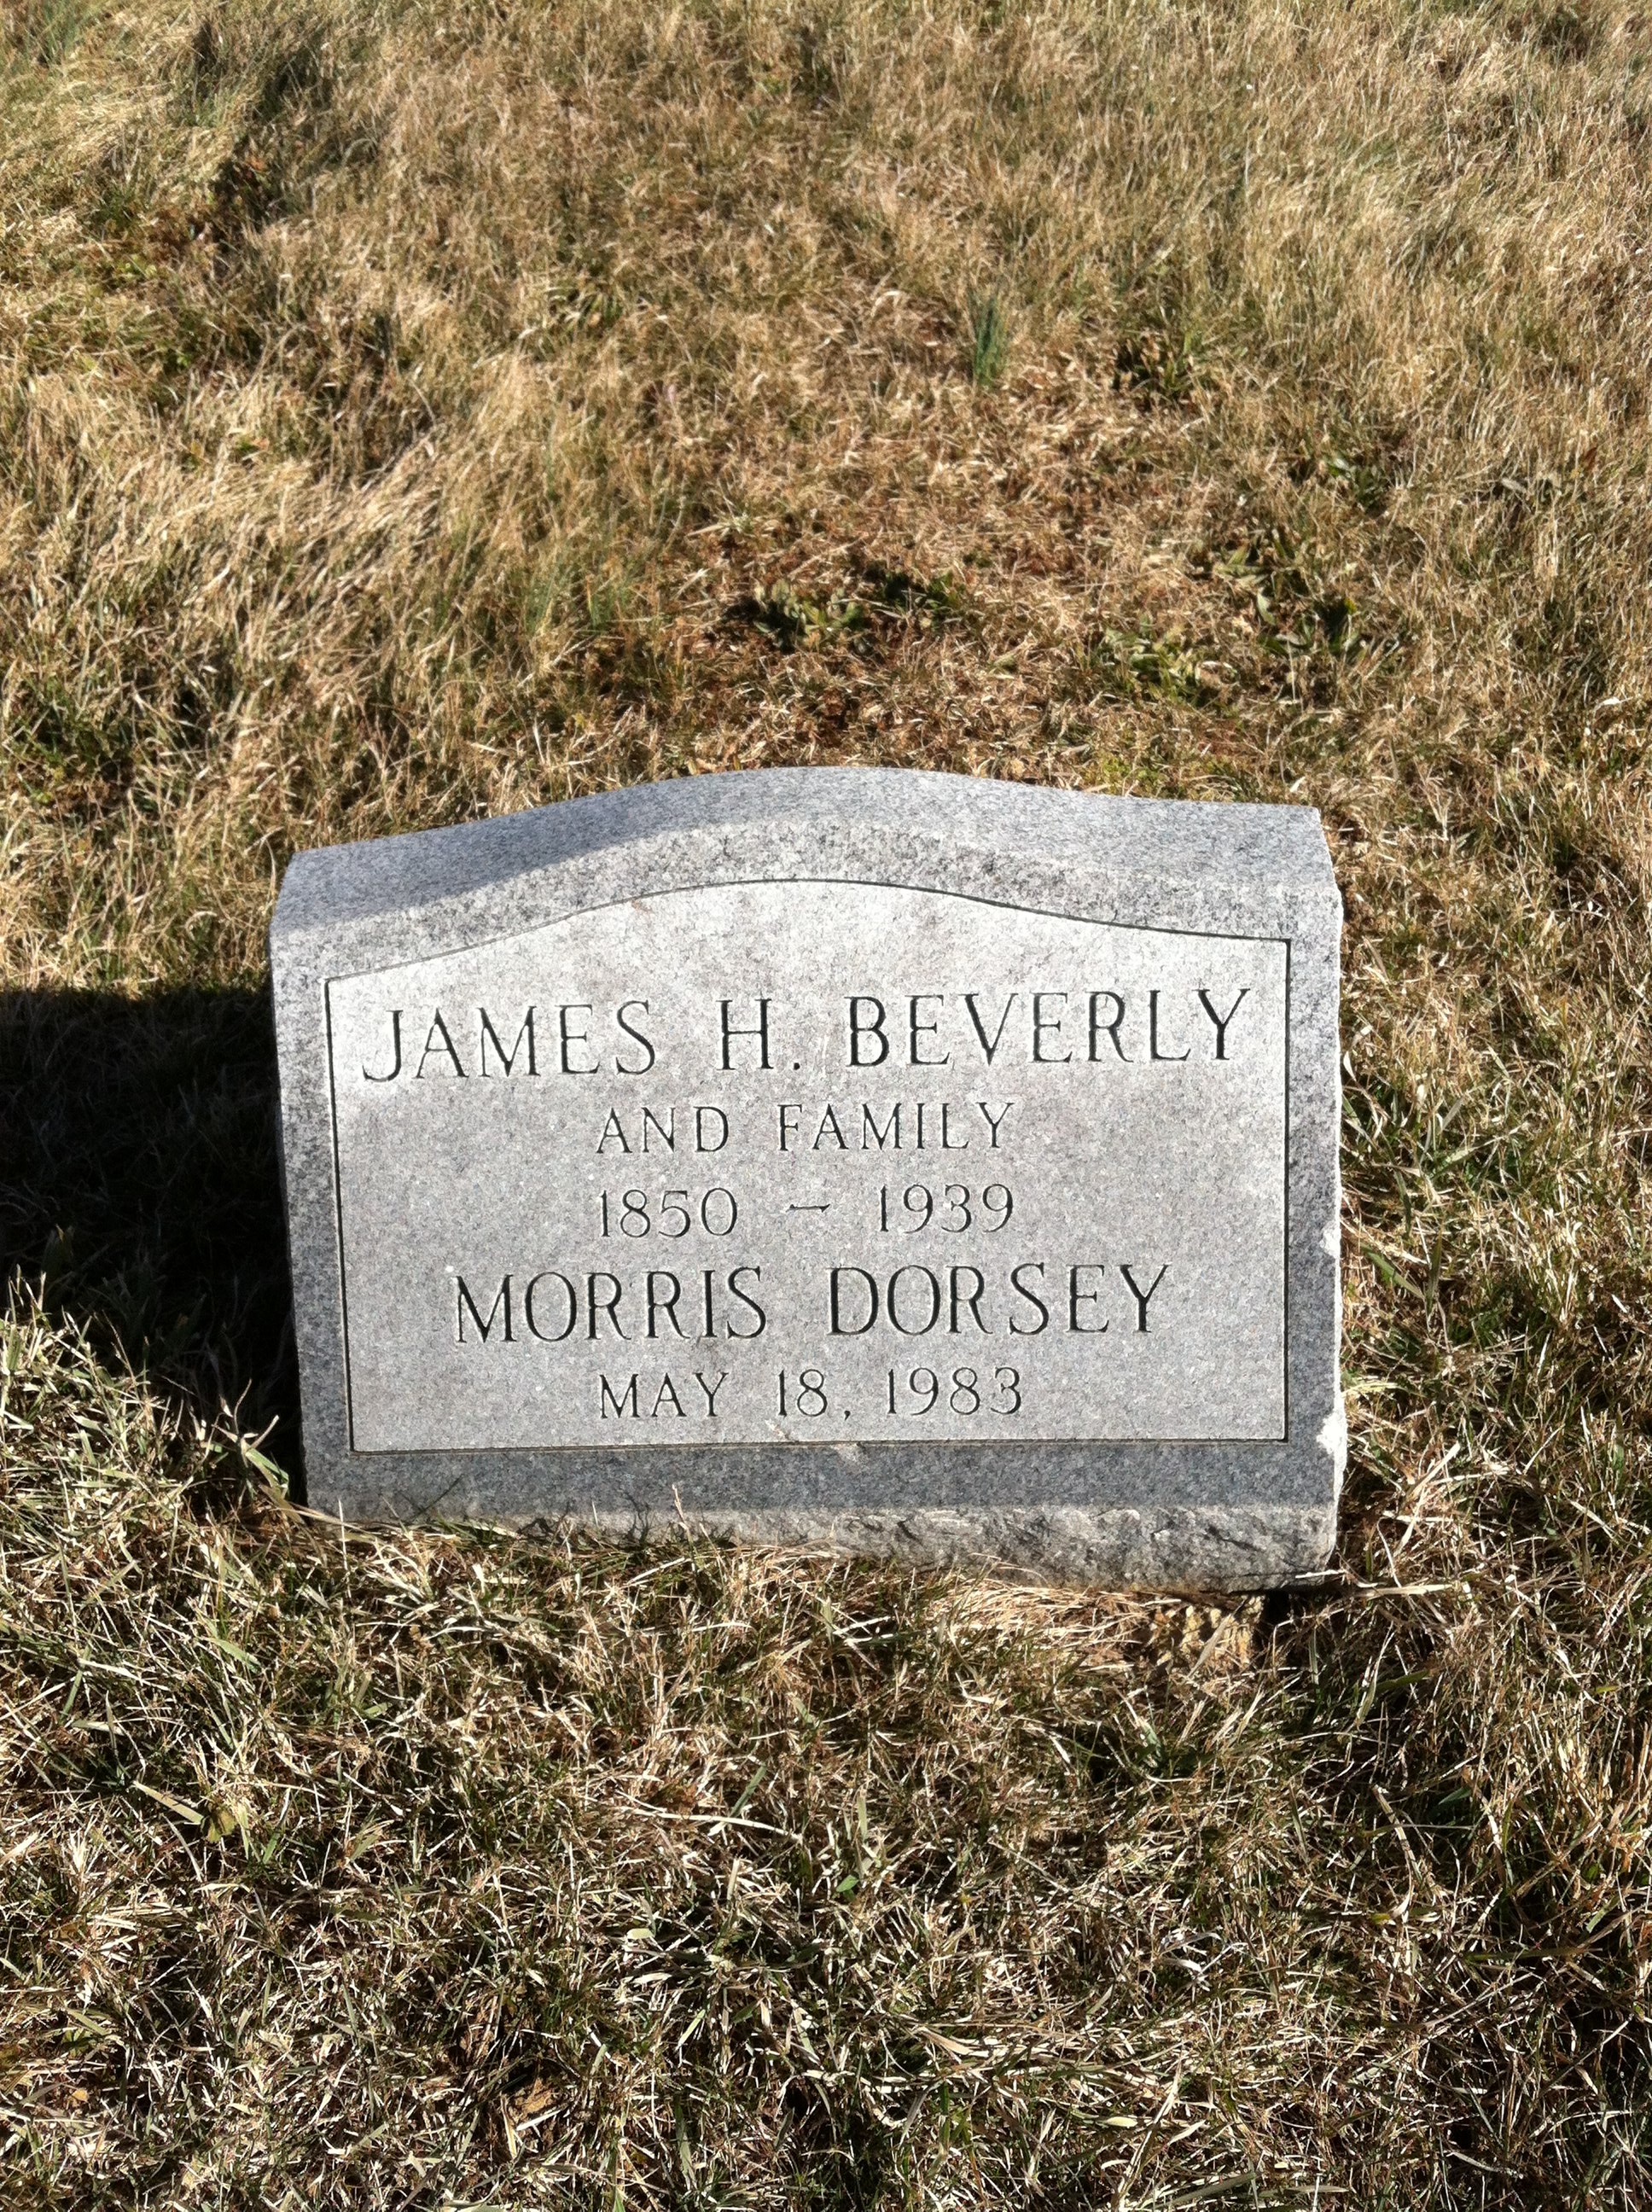 JAMES H. BEVERLY
AND FAMILY
1850 - 1939
MORRIS DORSEY
MAY 18, 1983